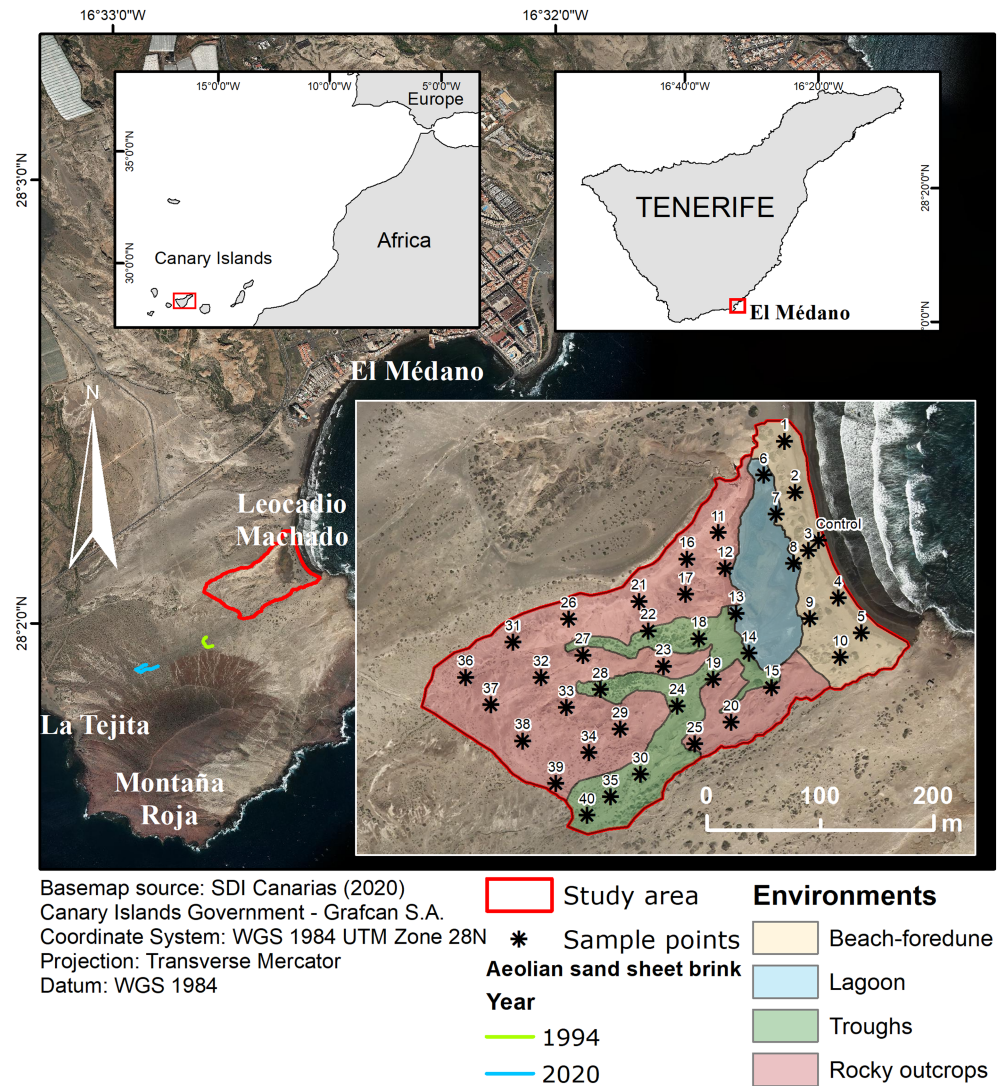 16°33'0"W
16°32'0"W
28°3'0"N
28°2'0"N
15°0'0"W
10°0'0"W
5°0'0"W
35°0'0"N
30°0'0"N
Europe
Africa
Canary Islands
16°40'0"W
16°20'0"W
28°20'0"N
28°0'0"N
TENERIFE
El Médano
El Médano
N
Leocadio
Machado
La Tejita
Montaña
Roja
1
6
2
7
11
Control
3
8
16
12
17
4
21
13
9
26
22
18
5
31
27
23
14
10
36
32
19
15
28
37
33
24
29
20
38
34
25
39
30
35
40
0
100
200
m
Basemap source: SDI Canarias (2020)
Canary Islands Government - Grafcan S.A.
Coordinate System: WGS 1984 UTM Zone 28N
Projection: Transverse Mercator
Datum: WGS 1984
Study area
Sample points
Aeolian sand sheet brink
Year
1994
2020
Environments
Beach-foredune
Lagoon
Troughs
Rocky outcrops